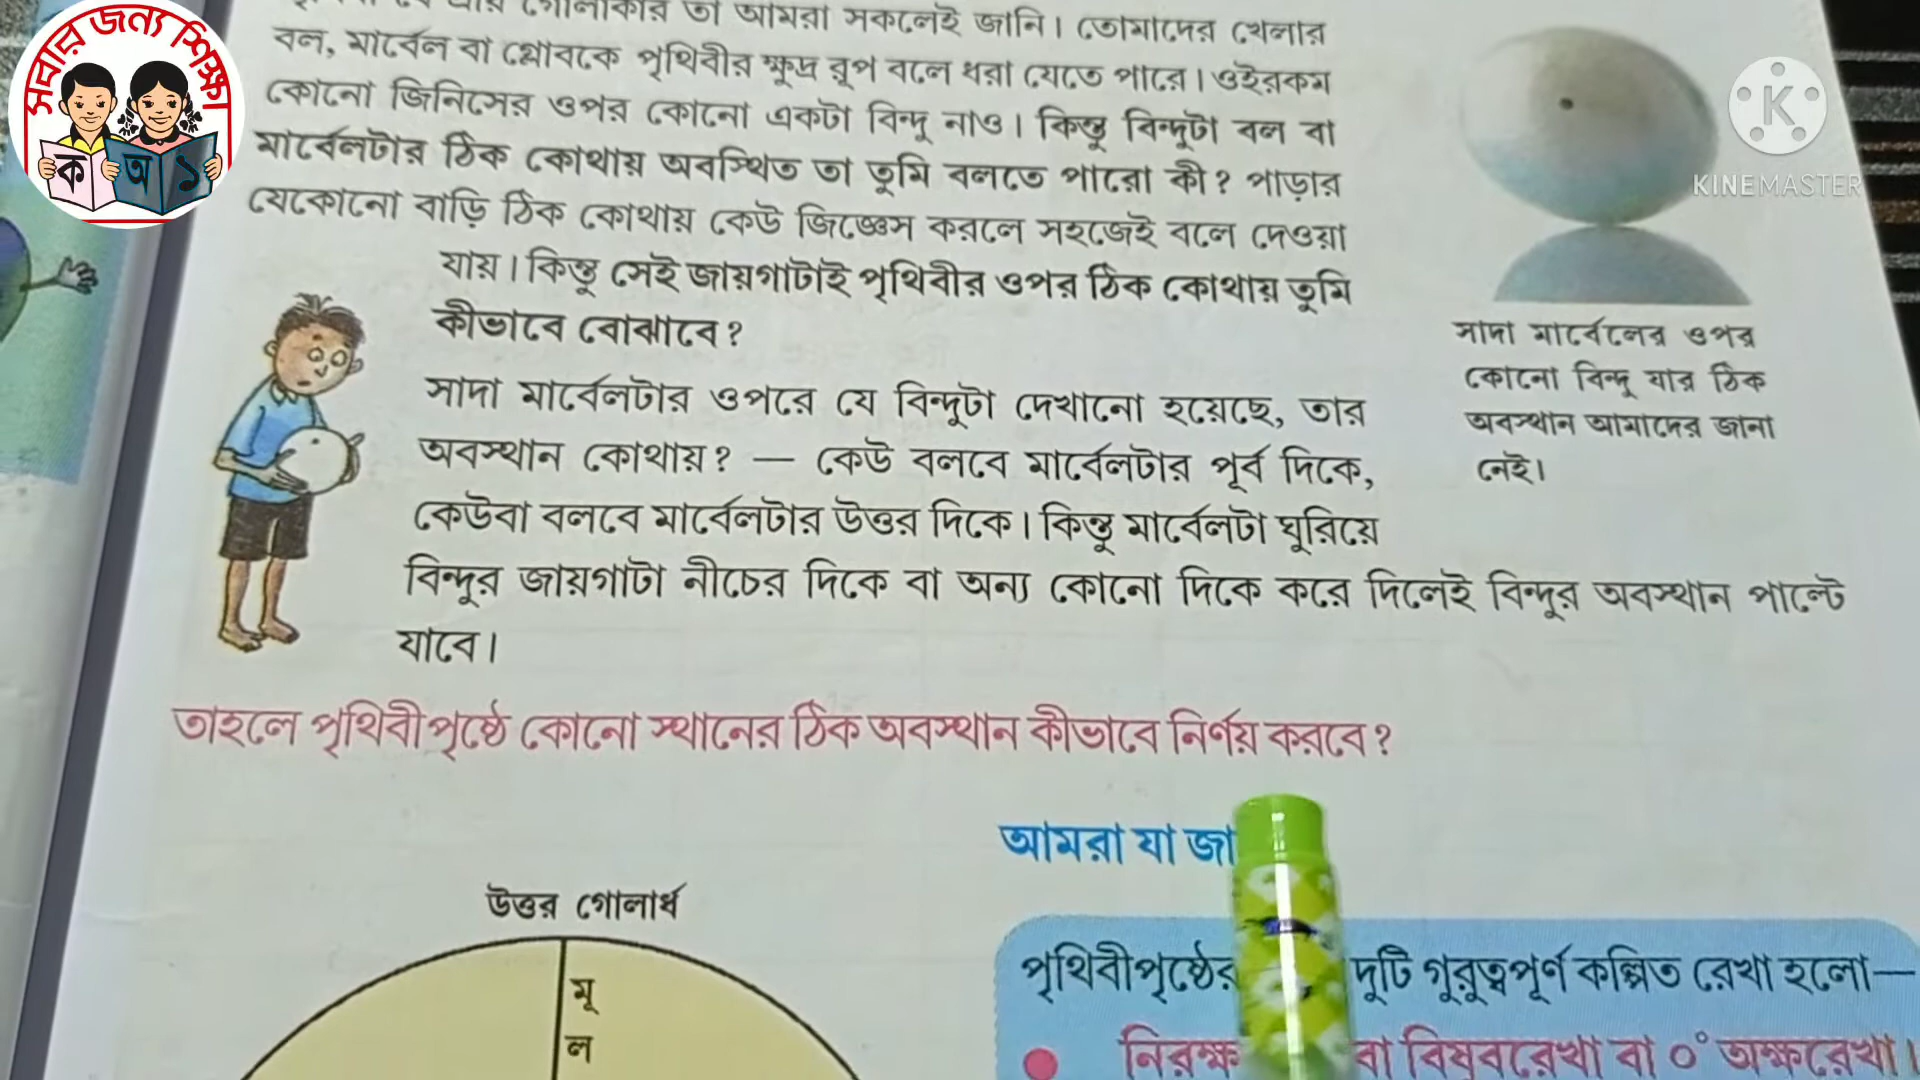 সবার জন্য শিক্ষা
ক অ ১
গোলাকার তা আমরা সকলেই জানি। তোমাদের খেলার
বল, মার্বেল বা গ্লোবকে পৃথিবীর ক্ষুদ্র রূপ বলে ধরা যেতে পারে। ওইরকম
কোনো জিনিসের ওপর কোনো একটা বিন্দু নাও। কিন্তু বিন্দুটা বল বা
মার্বেলটার ঠিক কোথায় অবস্থিত তা তুমি বলতে পারো কী? পাড়ার
যেকোনো বাড়ি ঠিক কোথায় কেউ জিজ্ঞেস করলে সহজেই বলে দেওয়া
যায়। কিন্তু সেই জায়গাটাই পৃথিবীর ওপর ঠিক কোথায় তুমি
কীভাবে বোঝাবে?
সাদা মার্বেলটার ওপরে যে বিন্দুটা দেখানো হয়েছে, তার
অবস্থান কোথায়? — কেউ বলবে মার্বেলটার পূর্ব দিকে,
কেউবা বলবে মার্বেলটার উত্তর দিকে। কিন্তু মার্বেলটা ঘুরিয়ে
বিন্দুর জায়গাটা নীচের দিকে বা অন্য কোনো দিকে করে দিলেই বিন্দুর অবস্থান পাল্টে
যাবে।
K
KINEMASTER
সাদা মার্বেলের ওপর
কোনো বিন্দু যার ঠিক
অবস্থান আমাদের জানা
নেই।
তাহলে পৃথিবীপৃষ্ঠে কোনো স্থানের ঠিক অবস্থান কীভাবে নির্ণয় করবে?
উত্তর গোলার্ধ
মূ
ল
আমরা যা
পৃথিবীপৃষ্ঠের দুটি গুরুত্বপূর্ণ কল্পিত রেখা হলো—
বা বিষুবরেখা বা ০° অক্ষরেখা।